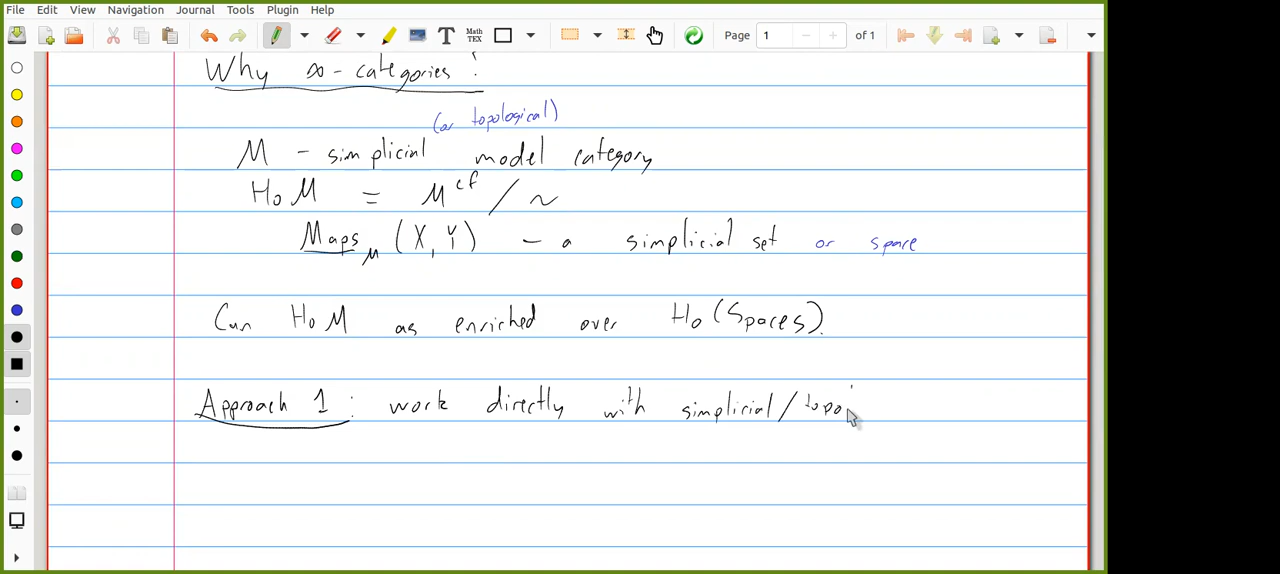 File Edit View Navigation Journal Tools Plugin Help
T Math TEX Page 1 of 1
Why ∞-categories?
(or topological)
M - simplicial model category
Ho M = M^cf / ~
Maps_M (X, Y) - a simplicial set or space
Can Ho M as enriched over Ho(Spaces).
Approach 1: work directly with simplicial/topo